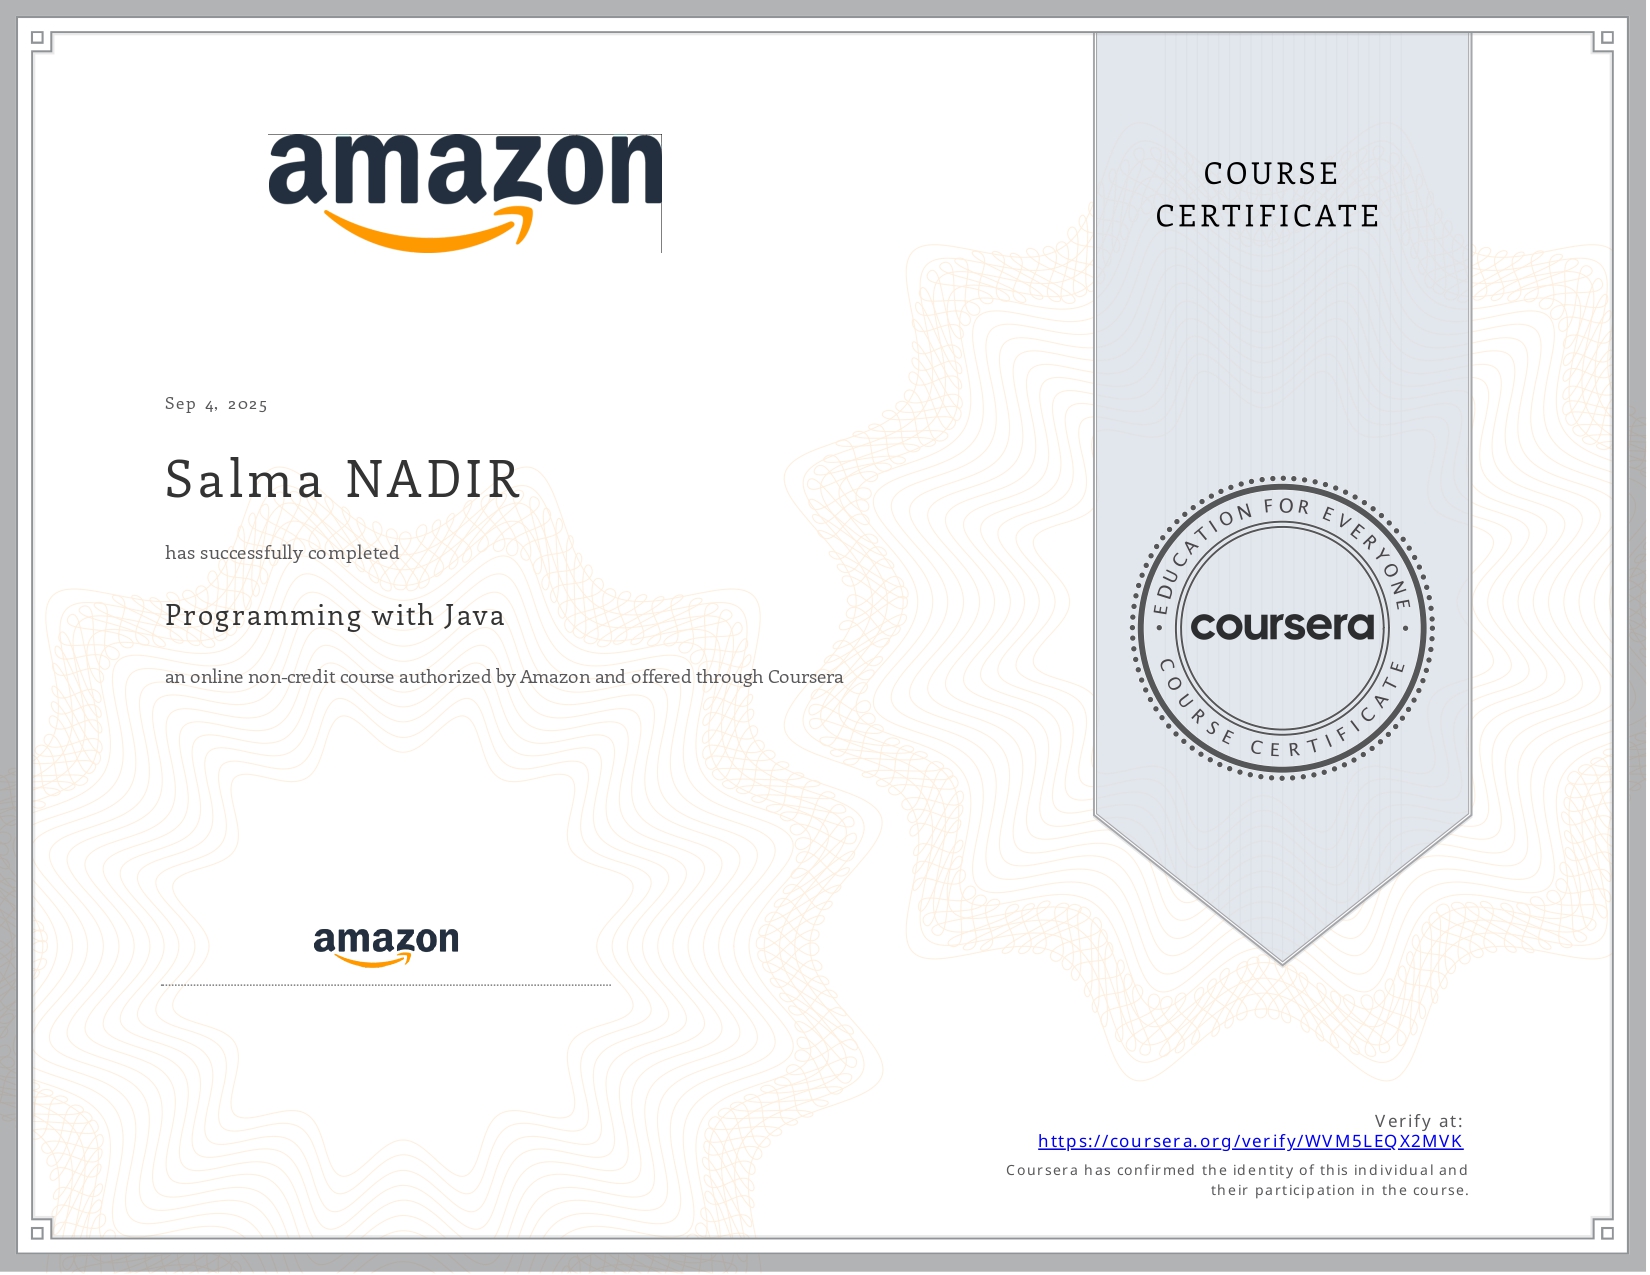 amazon
COURSE
CERTIFICATE
Sep 4, 2025
Salma NADIR
has successfully completed
Programming with Java
an online non-credit course authorized by Amazon and offered through Coursera
EDUCATION FOR EVERYONE
coursera
COURSE CERTIFICATE
amazon
Verify at:
https://coursera.org/verify/WVM5LEQX2MVK
Coursera has confirmed the identity of this individual and
their participation in the course.